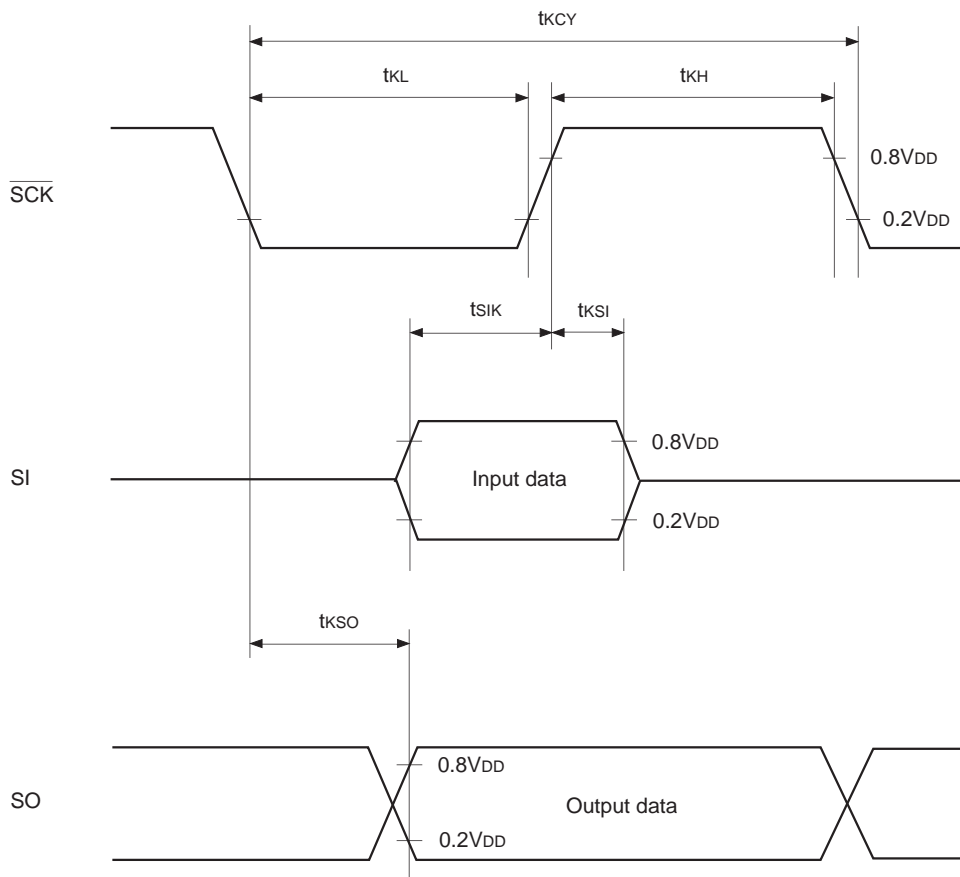 tKCY
tKL
tKH
SCK
0.8VDD
0.2VDD
tSIK
tKSI
SI
Input data
0.8VDD
0.2VDD
tKSO
SO
0.8VDD
Output data
0.2VDD